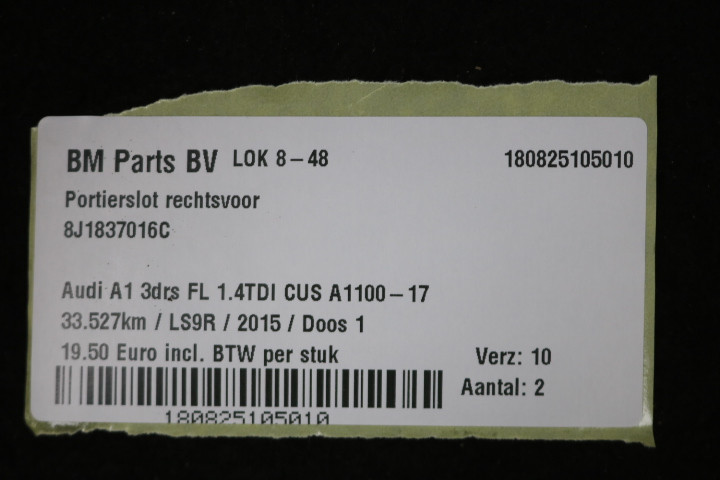 BM Parts BV LOK 8-48 180825105010
Portierslot rechtsvoor
8J1837016C
Audi A1 3drs FL 1.4TDI CUS A1100-17
33.527km / LS9R / 2015 / Doos 1
19.50 Euro incl. BTW per stuk Verz: 10
Aantal: 2
180825105010